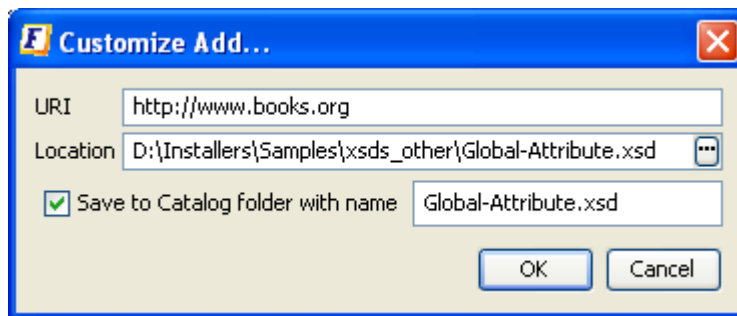 F Customize Add...
URI http://www.books.org
Location D:\Installers\Samples\xsds_other\Global-Attribute.xsd ...
Save to Catalog folder with name Global-Attribute.xsd
OK Cancel